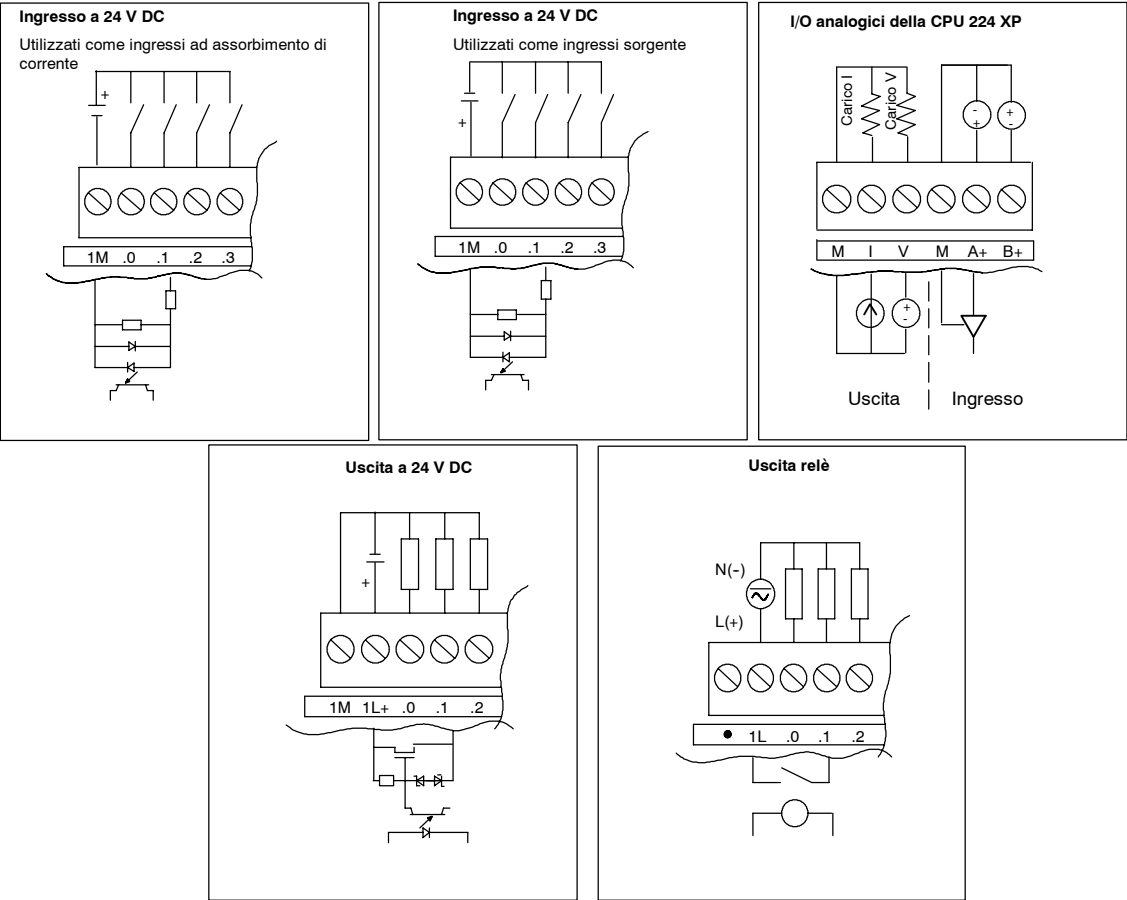 Ingresso a 24 V DC
Utilizzati come ingressi ad assorbimento di
corrente
+
1M .0 .1 .2 .3
Ingresso a 24 V DC
Utilizzati come ingressi sorgente
+
1M .0 .1 .2 .3
I/O analogici della CPU 224 XP
Carico I
Carico V
- +
+ -
M I V M A+ B+
+ -
Uscita Ingresso
Uscita a 24 V DC
+
1M 1L+ .0 .1 .2
Uscita relè
N(-)
L(+)
1L .0 .1 .2